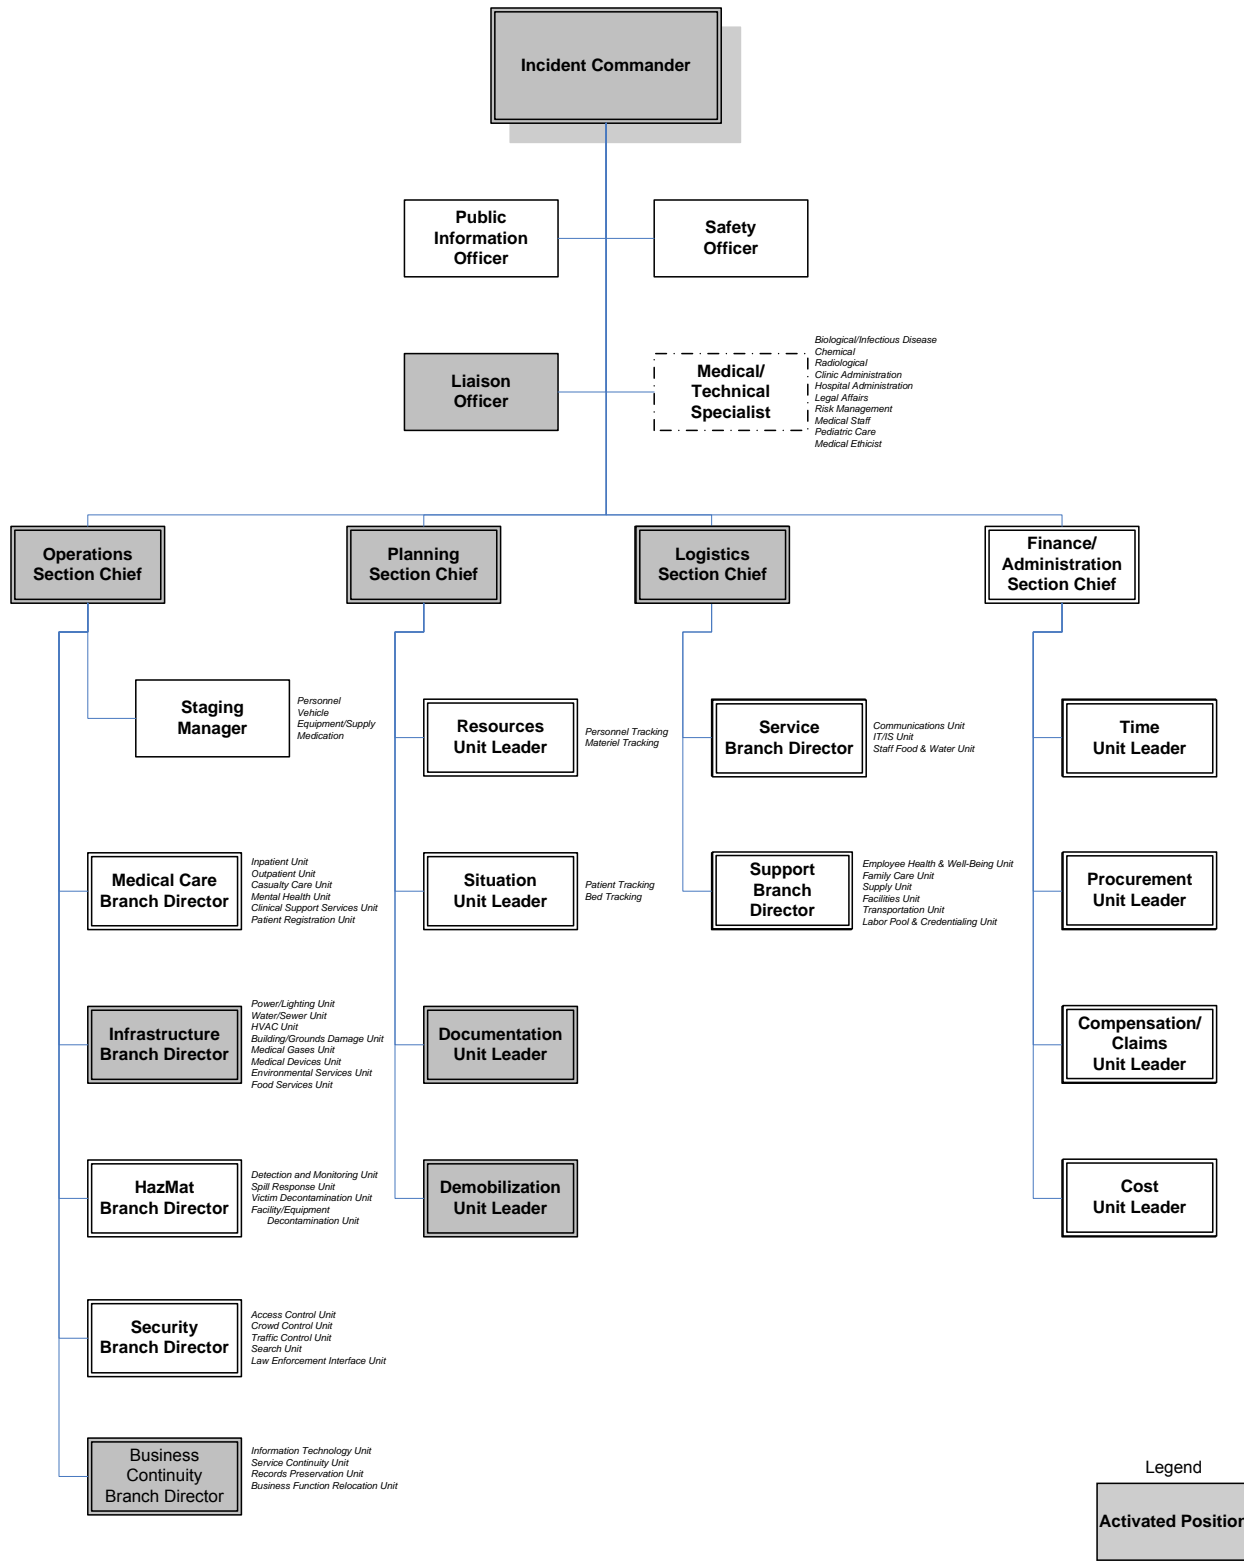 Incident Commander
Public
Information
Officer
Safety
Officer
Liaison
Officer
Medical/
Technical
Specialist
Biological/Infectious Disease
Chemical
Radiological
Clinic Administration
Hospital Administration
Legal Affairs
Risk Management
Medical Staff
Pediatric Care
Medical Ethicist
Operations
Section Chief
Planning
Section Chief
Logistics
Section Chief
Finance/
Administration
Section Chief
Staging
Manager
Personnel
Vehicle
Equipment/Supply
Medication
Resources
Unit Leader
Personnel Tracking
Materiel Tracking
Service
Branch Director
Communications Unit
IT/IS Unit
Staff Food & Water Unit
Time
Unit Leader
Medical Care
Branch Director
Inpatient Unit
Outpatient Unit
Casualty Care Unit
Mental Health Unit
Clinical Support Services Unit
Patient Registration Unit
Situation
Unit Leader
Patient Tracking
Bed Tracking
Support
Branch
Director
Employee Health & Well-Being Unit
Family Care Unit
Supply Unit
Facilities Unit
Transportation Unit
Labor Pool & Credentialing Unit
Procurement
Unit Leader
Infrastructure
Branch Director
Power/Lighting Unit
Water/Sewer Unit
HVAC Unit
Building/Grounds Damage Unit
Medical Gases Unit
Medical Devices Unit
Environmental Services Unit
Food Services Unit
Documentation
Unit Leader
Compensation/
Claims
Unit Leader
HazMat
Branch Director
Detection and Monitoring Unit
Spill Response Unit
Victim Decontamination Unit
Facility/Equipment
Decontamination Unit
Demobilization
Unit Leader
Cost
Unit Leader
Security
Branch Director
Access Control Unit
Crowd Control Unit
Traffic Control Unit
Search Unit
Law Enforcement Interface Unit
Business
Continuity
Branch Director
Information Technology Unit
Service Continuity Unit
Records Preservation Unit
Business Function Relocation Unit
Legend
Activated Position